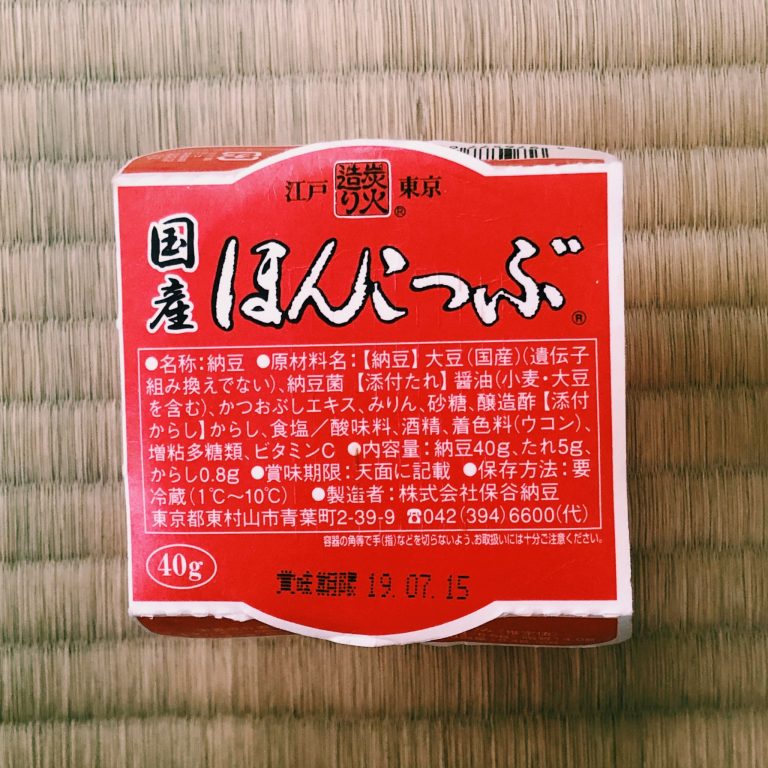 江戸 炭火造り® 東京
国産 ほんにつぶ®
●名称：納豆 ●原材料名：【納豆】大豆（国産）（遺伝子
組み換えでない）、納豆菌【添付たれ】醤油（小麦・大豆
を含む）、かつおぶしエキス、みりん、砂糖、醸造酢【添付
からし】からし、食塩／酸味料、酒精、着色料（ウコン）、
増粘多糖類、ビタミンC ●内容量：納豆40g、たれ5g、
からし0.8g ●賞味期限：天面に記載 ●保存方法：要
冷蔵（1℃〜10℃） ●製造者：株式会社保谷納豆
東京都東村山市青葉町2-39-9 ☎042（394）6600（代）
容器の角等で手（指）などを切らないよう、お取扱いには十分ご注意ください。
40g
賞味期限 19.07.15